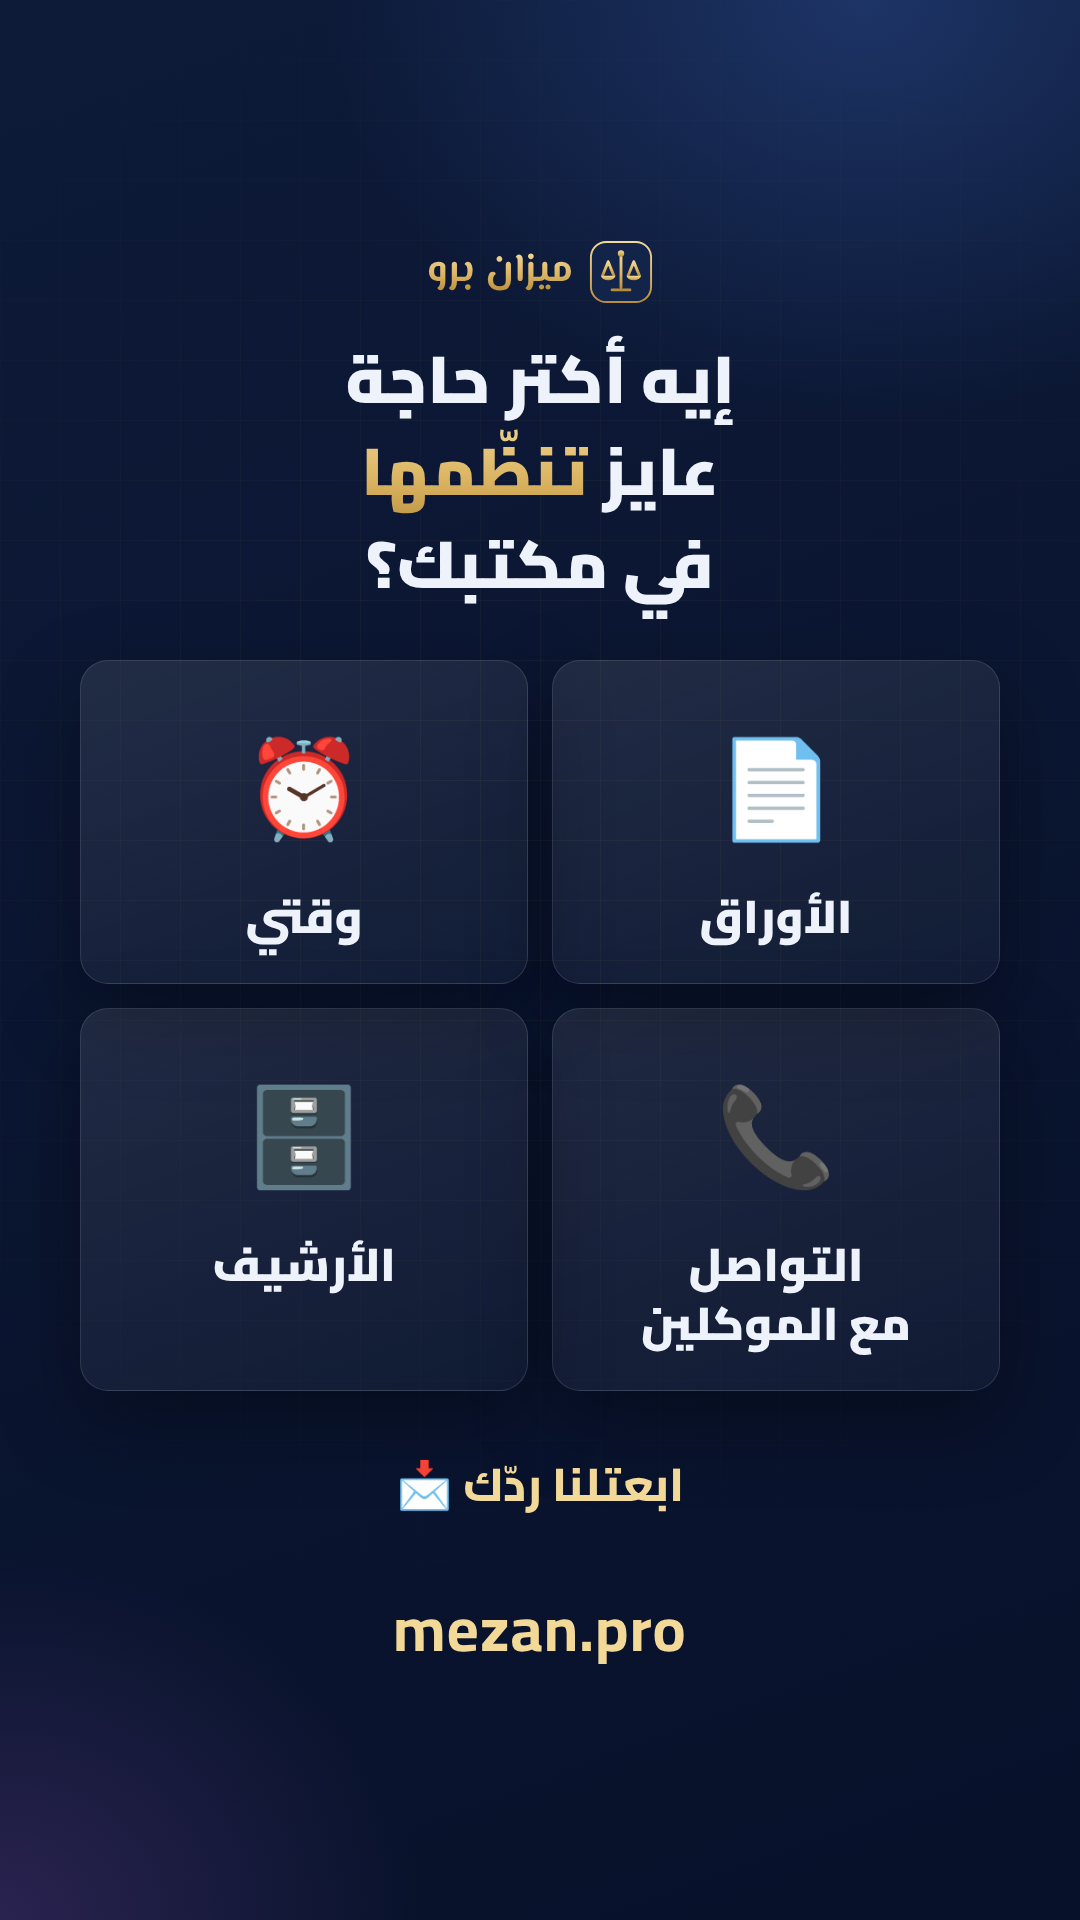 ميزان برو
إيه أكتر حاجة
عايز تنظّمها
في مكتبك؟
الأوراق
وقتي
التواصل
مع الموكلين
الأرشيف
ابعتلنا ردّك
mezan.pro